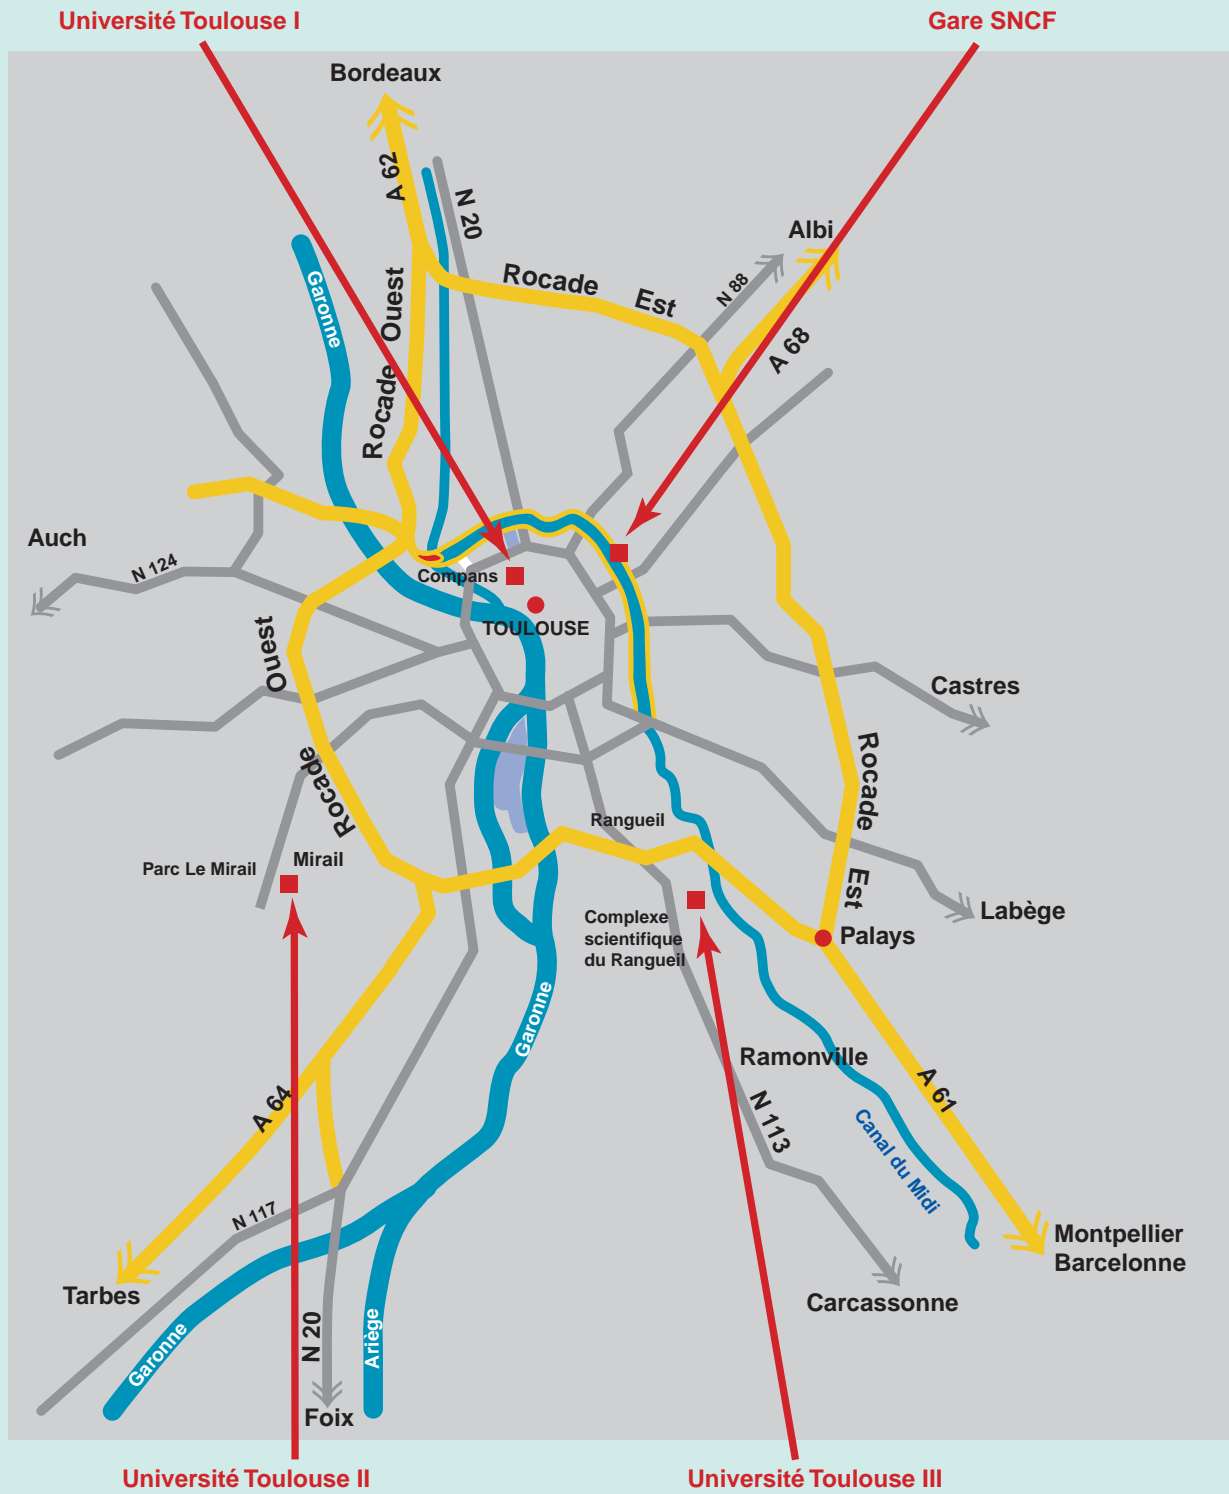 Université Toulouse I
Gare SNCF
Bordeaux
A 62
N 20
Albi
Garonne
Rocade
Est
N 88
Rocade Ouest
A 68
Auch
N 124
Compans
TOULOUSE
Ouest
Rocade
Castres
Rocade
Est
Rangueil
Parc Le Mirail
Mirail
Labège
Complexe
scientifique
du Rangueil
Palays
Garonne
Ramonville
A 61
A 64
N 113
Canal du Midi
N 117
Montpellier
Barcelonne
Tarbes
Carcassonne
N 20
Ariège
Garonne
Foix
Université Toulouse II
Université Toulouse III